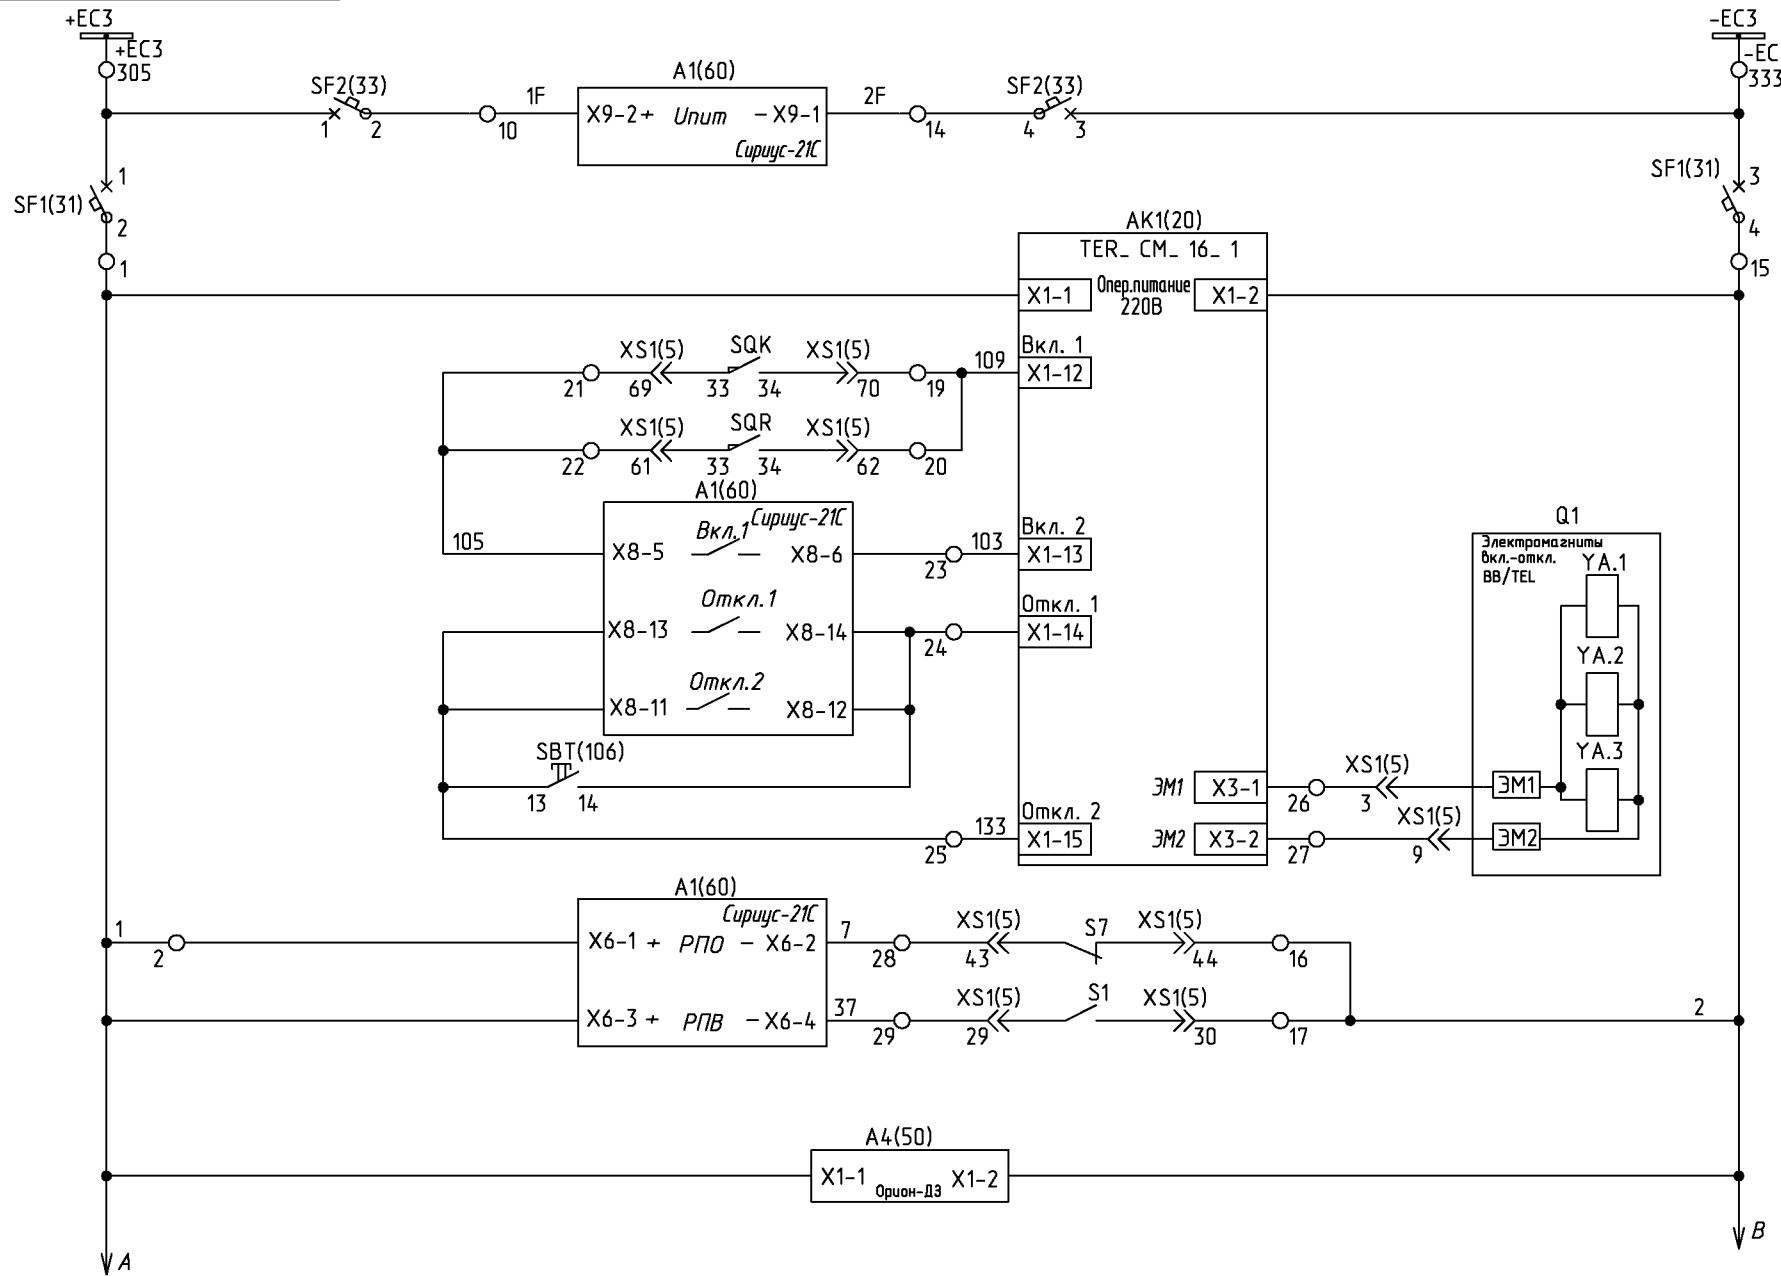 +EC3
-EC3
+EC3
-EC
305
333
SF2(33)
A1(60)
SF2(33)
1F
2F
1
2
10
X9-2+ Uпит -X9-1
14
4
3
Сириус-21С
1
3
SF1(31)
SF1(31)
2
4
AK1(20)
TER_ CM_ 16_ 1
1
15
X1-1
Опер.питание
220В
X1-2
XS1(5)
SQK
XS1(5)
109
Вкл. 1
X1-12
21
69
33
34
70
19
XS1(5)
SQR
XS1(5)
22
61
33
34
62
20
A1(60)
Сириус-21С
105
X8-5
Вкл.1
X8-6
103
23
Вкл. 2
X1-13
Откл.1
X8-13
X8-14
24
Откл. 1
X1-14
Откл.2
X8-11
X8-12
SBT(106)
13
14
133
25
Откл. 2
X1-15
ЭМ1
X3-1
26
XS1(5)
3
ЭМ2
X3-2
27
XS1(5)
9
Q1
Электромагниты
вкл.-откл.
BB/TEL
YA.1
YA.2
YA.3
ЭМ1
ЭМ2
A1(60)
Сириус-21С
1
2
X6-1 + РПО - X6-2
7
28
XS1(5)
43
S7
XS1(5)
44
16
X6-3 + РПВ -X6-4
37
29
XS1(5)
29
S1
XS1(5)
30
17
2
A4(50)
X1-1
Орион-ДЗ
X1-2
A
B